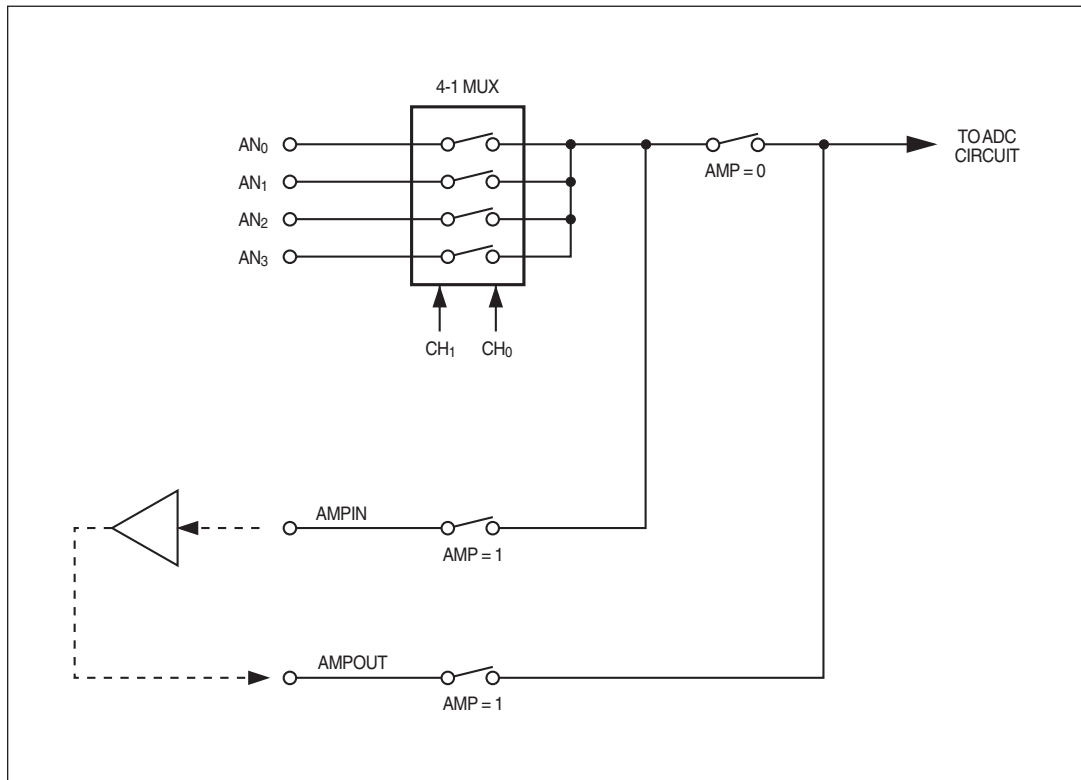 4-1 MUX
AN₀
AN₁
AN₂
AN₃
AMP = 0
TO ADC
CIRCUIT
CH₁ CH₀
AMPIN
AMP = 1
AMPOUT
AMP = 1